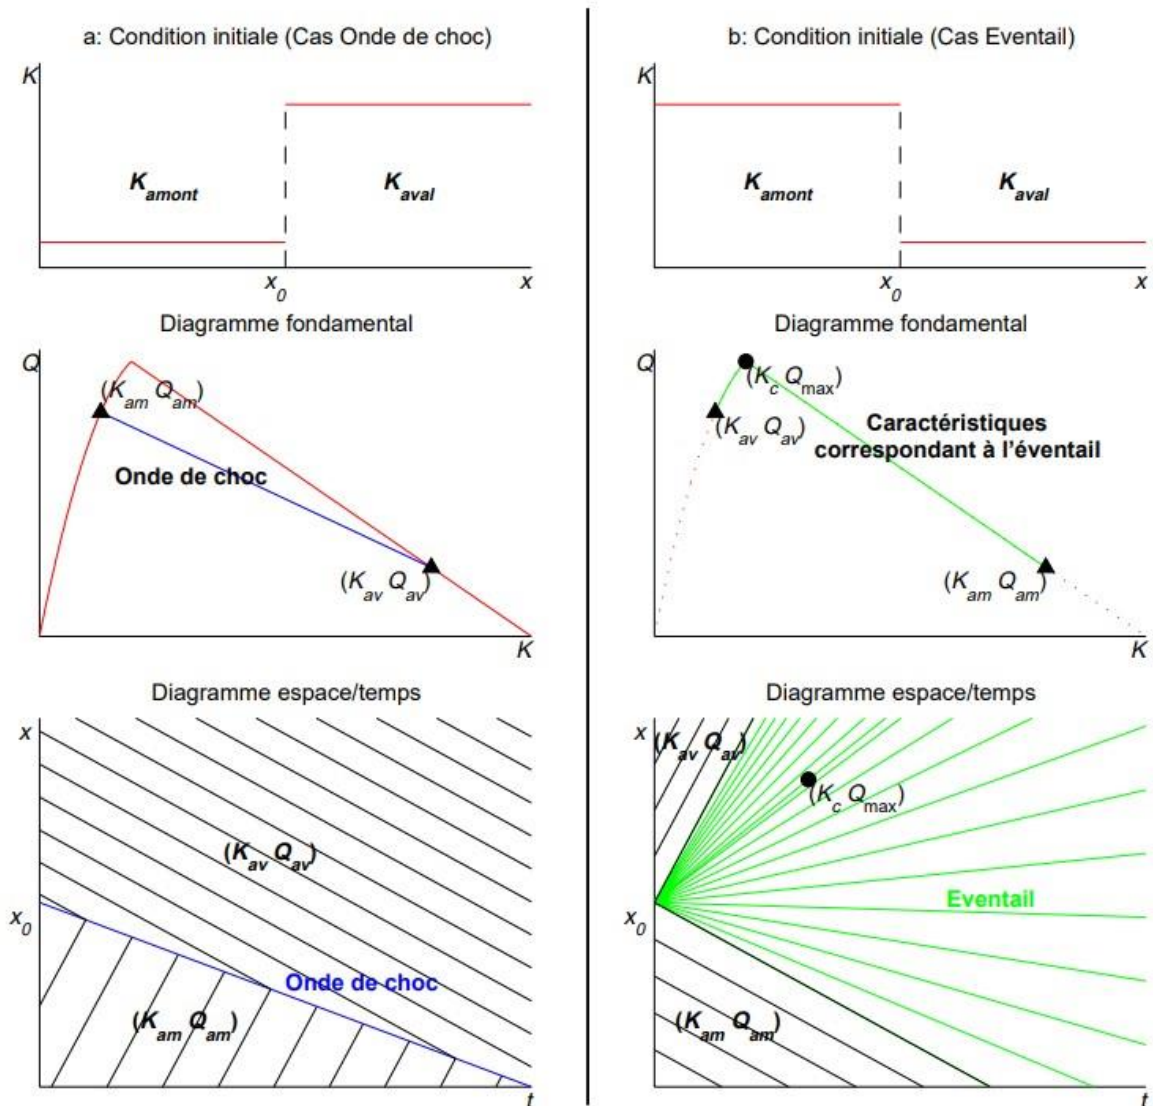 a: Condition initiale (Cas Onde de choc)
K
K_amont
K_aval
x_0
x
Diagramme fondamental
Q
(K_am Q_am)
Onde de choc
(K_av Q_av)
K
Diagramme espace/temps
x
(K_av Q_av)
x_0
Onde de choc
(K_am Q_am)
t
b: Condition initiale (Cas Eventail)
K
K_amont
K_aval
x_0
x
Diagramme fondamental
Q
(K_c Q_max)
(K_av Q_av)
Caractéristiques
correspondant à l'éventail
(K_am Q_am)
K
Diagramme espace/temps
x
(K_av Q_av)
(K_c Q_max)
Eventail
x_0
(K_am Q_am)
t